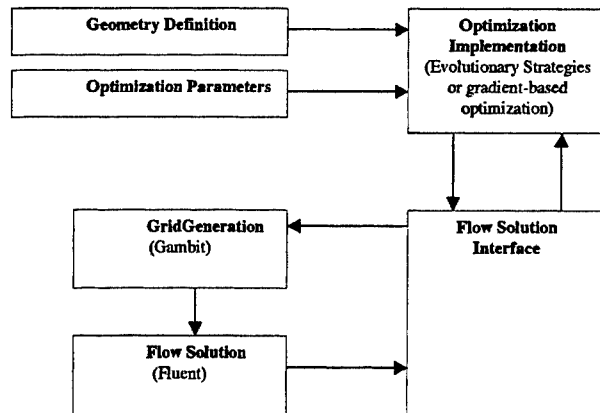 Geometry Definition
Optimization Parameters
Optimization
Implementation
(Evolutionary Strategies
or gradient-based
optimization)
GridGeneration
(Gambit)
Flow Solution
Interface
Flow Solution
(Fluent)